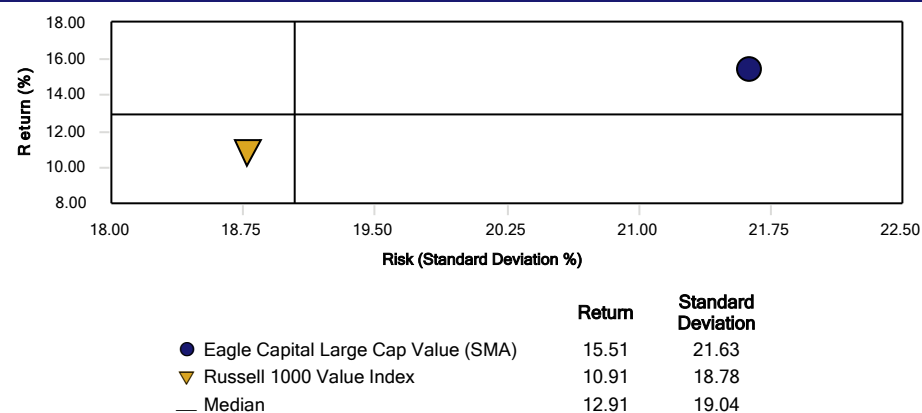 18.00
16.00
14.00
12.00
10.00
8.00
Return (%)
18.00 18.75 19.50 20.25 21.00 21.75 22.50
Risk (Standard Deviation %)
Return Standard Deviation
Eagle Capital Large Cap Value (SMA) 15.51 21.63
Russell 1000 Value Index 10.91 18.78
Median 12.91 19.04